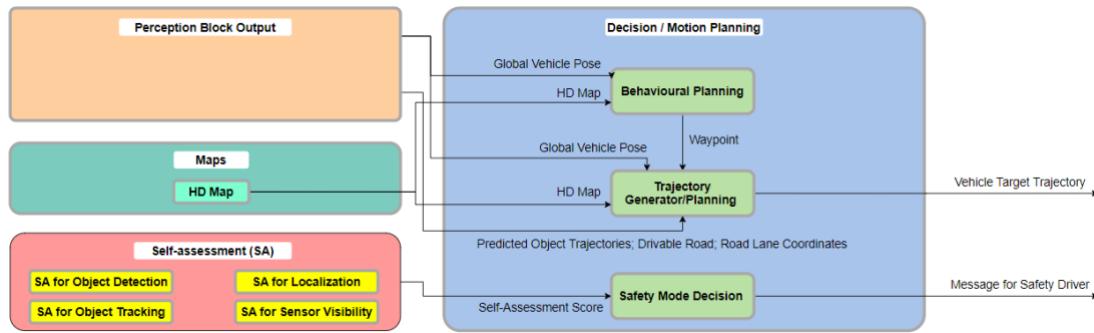 Perception Block Output
Decision / Motion Planning
Global Vehicle Pose
HD Map
Behavioural Planning
Waypoint
Maps
HD Map
Global Vehicle Pose
HD Map
Trajectory
Generator/Planning
Vehicle Target Trajectory
Predicted Object Trajectories; Drivable Road; Road Lane Coordinates
Self-assessment (SA)
SA for Object Detection
SA for Localization
SA for Object Tracking
SA for Sensor Visibility
Self-Assessment Score
Safety Mode Decision
Message for Safety Driver